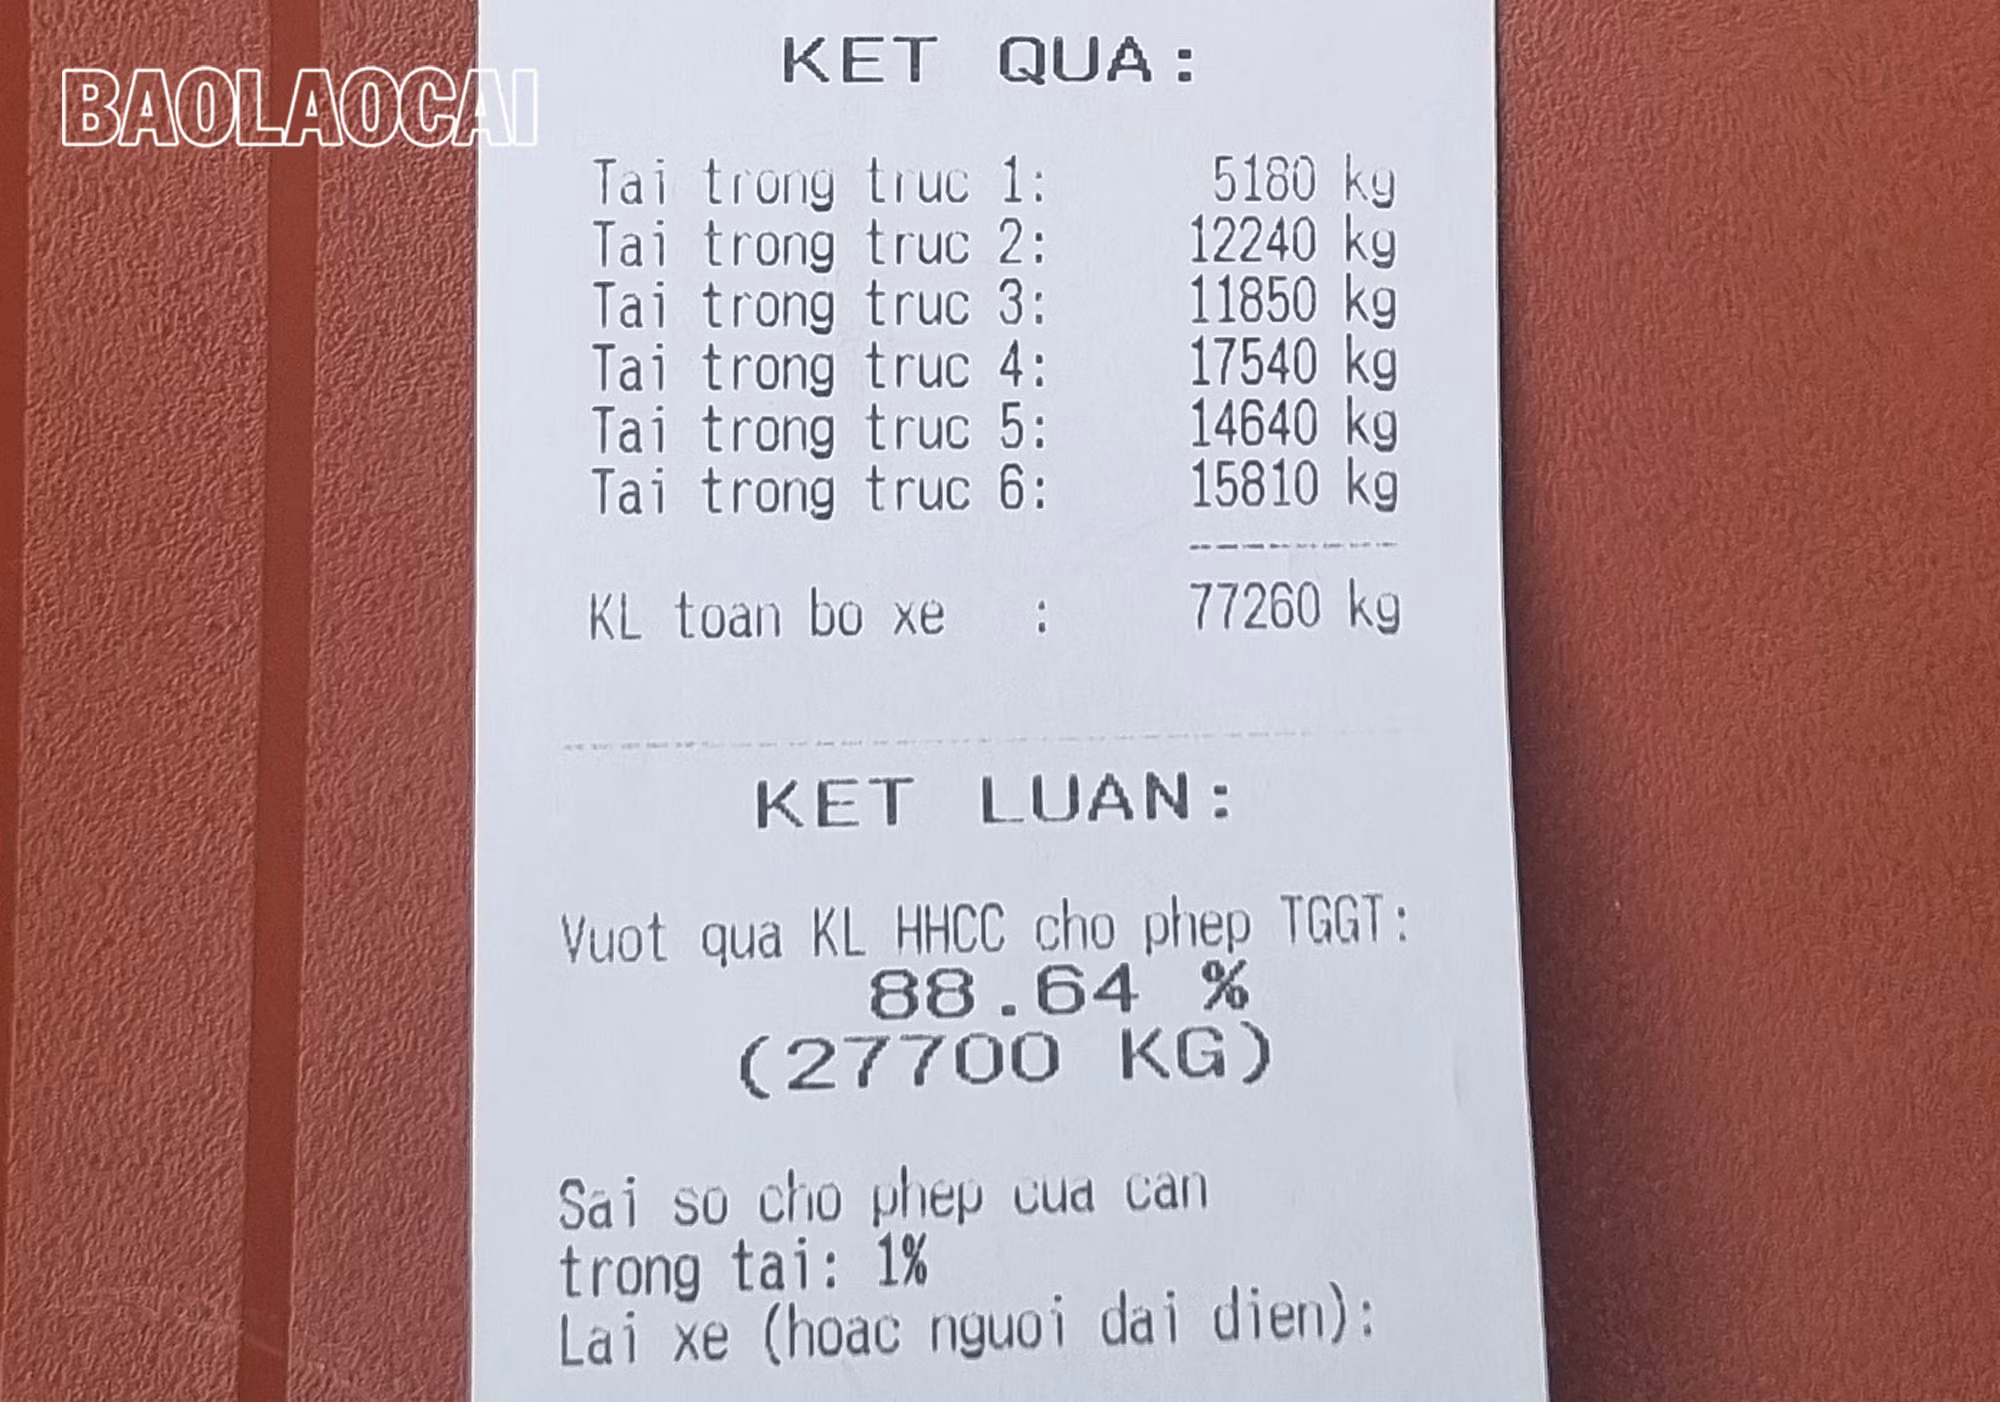 BAOLAOCAI
KET QUA:
Tai trong truc 1: 5180 kg
Tai trong truc 2: 12240 kg
Tai trong truc 3: 11850 kg
Tai trong truc 4: 17540 kg
Tai trong truc 5: 14640 kg
Tai trong truc 6: 15810 kg
KL toan bo xe : 77260 kg
KET LUAN:
Vuot qua KL HHCC cho phep TGGT:
88.64 %
(27700 KG)
Sai so cho phep cua can
trong tai: 1%
Lai xe (hoac nguoi dai dien):